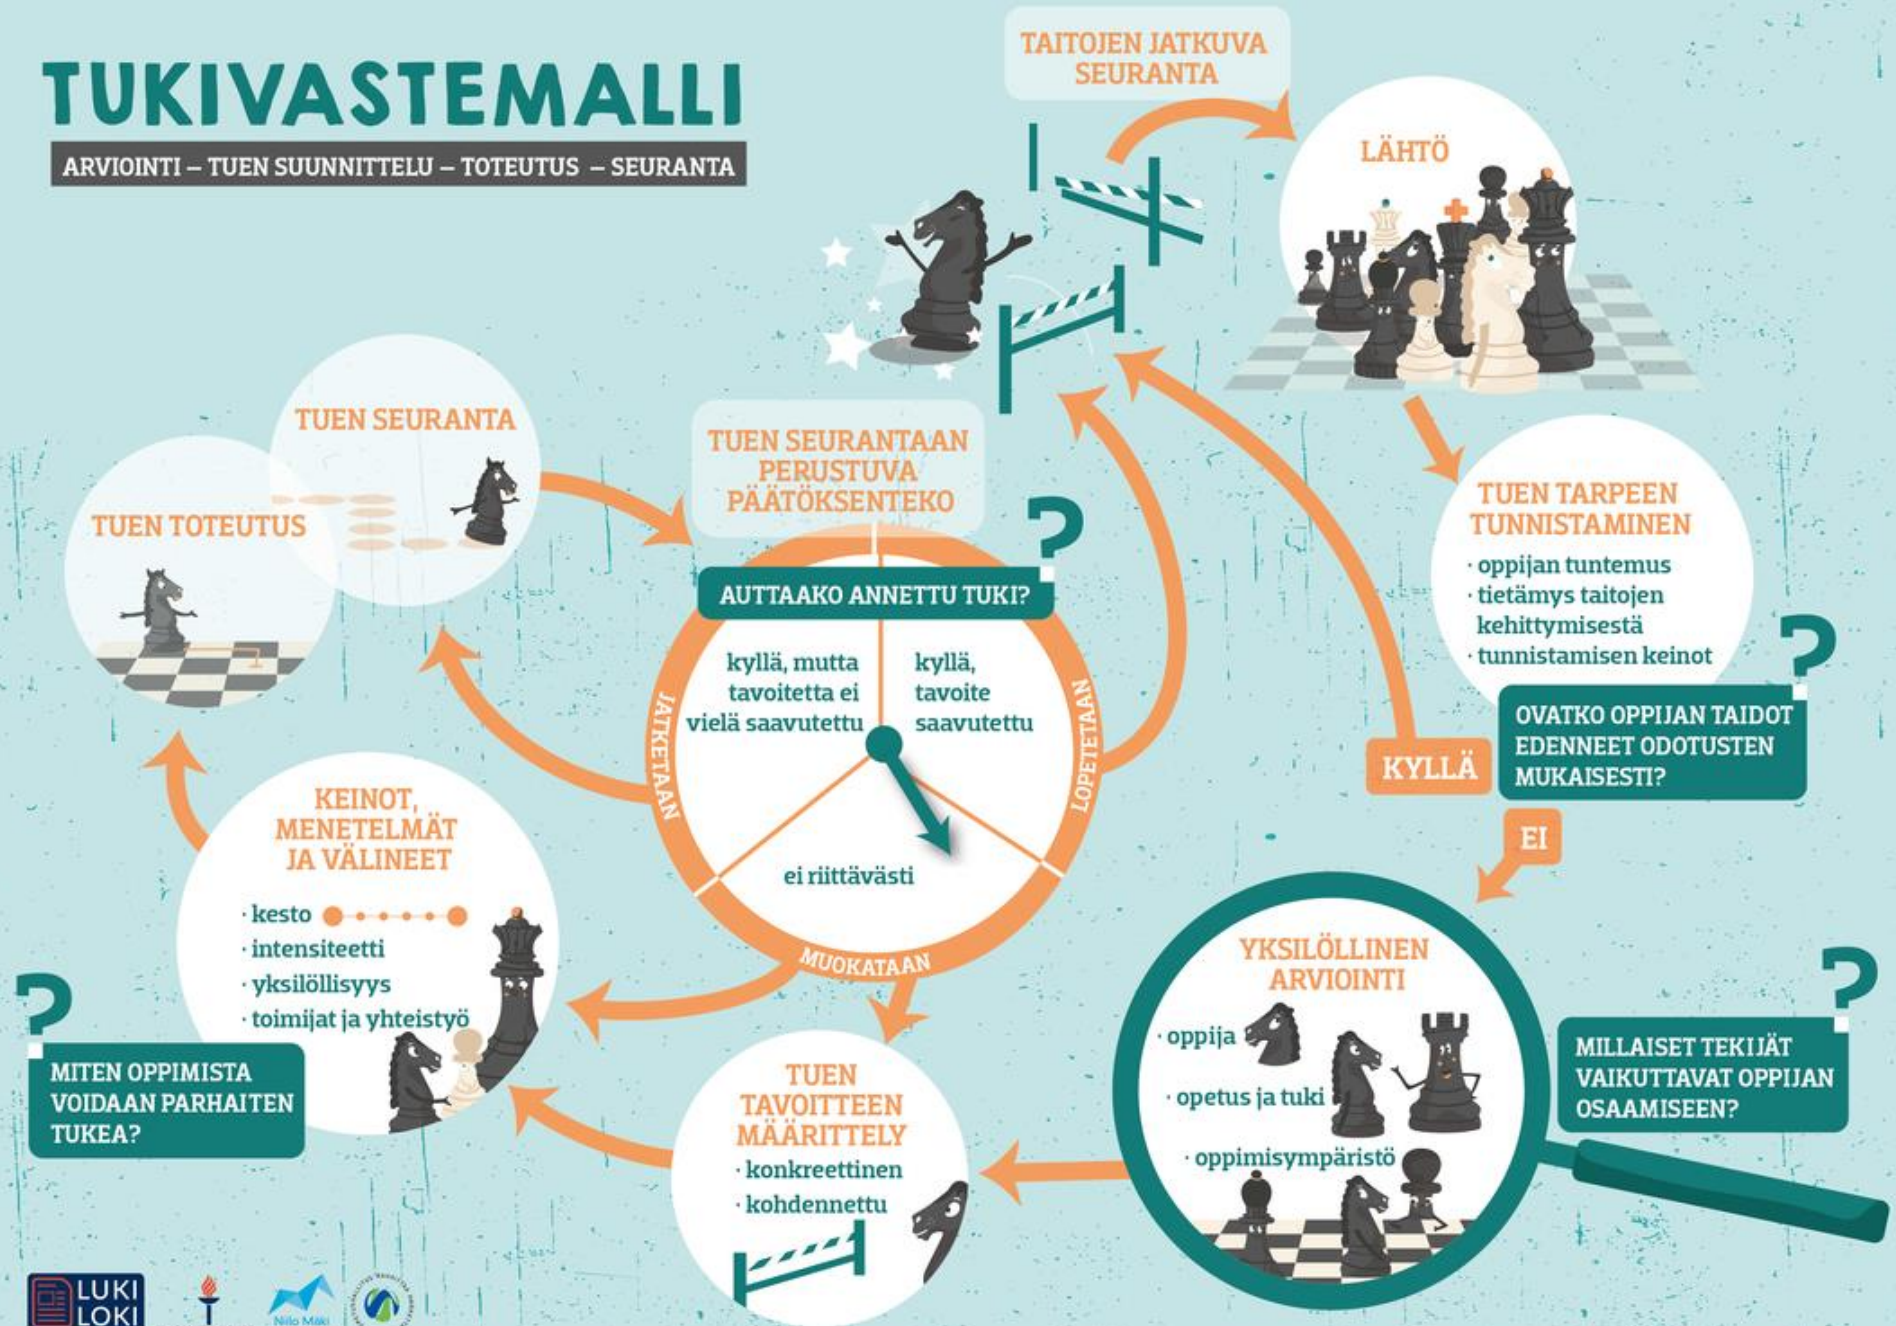 TUKIVASTEMALLI
ARVIOINTI – TUEN SUUNNITTELU – TOTEUTUS – SEURANTA
TAITOJEN JATKUVA
SEURANTA
LÄHTÖ
TUEN TARPEEN
TUNNISTAMINEN
· oppijan tuntemus
· tietämys taitojen
kehittymisestä
· tunnistamisen keinot
?
OVATKO OPPIJAN TAIDOT
EDENNEET ODOTUSTEN
MUKAISESTI?
KYLLÄ
EI
YKSILÖLLINEN
ARVIOINTI
· oppija
· opetus ja tuki
· oppimisympäristö
?
MILLAISET TEKIJÄT
VAIKUTTAVAT OPPIJAN
OSAAMISEEN?
TUEN
TAVOITTEEN
MÄÄRITTELY
· konkreettinen
· kohdennettu
KEINOT,
MENETELMÄT
JA VÄLINEET
· kesto
· intensiteetti
· yksilöllisyys
· toimijat ja yhteistyö
?
MITEN OPPIMISTA
VOIDAAN PARHAITEN
TUKEA?
TUEN TOTEUTUS
TUEN SEURANTA
TUEN SEURANTAAN
PERUSTUVA
PÄÄTÖKSENTEKO
?
AUTTAAKO ANNETTU TUKI?
kyllä, mutta
tavoitetta ei
vielä saavutettu
kyllä,
tavoite
saavutettu
ei riittävästi
JATKETAAN
LOPETETAAN
MUOKATAAN
LUKI
LOKI
Niilo Mäki